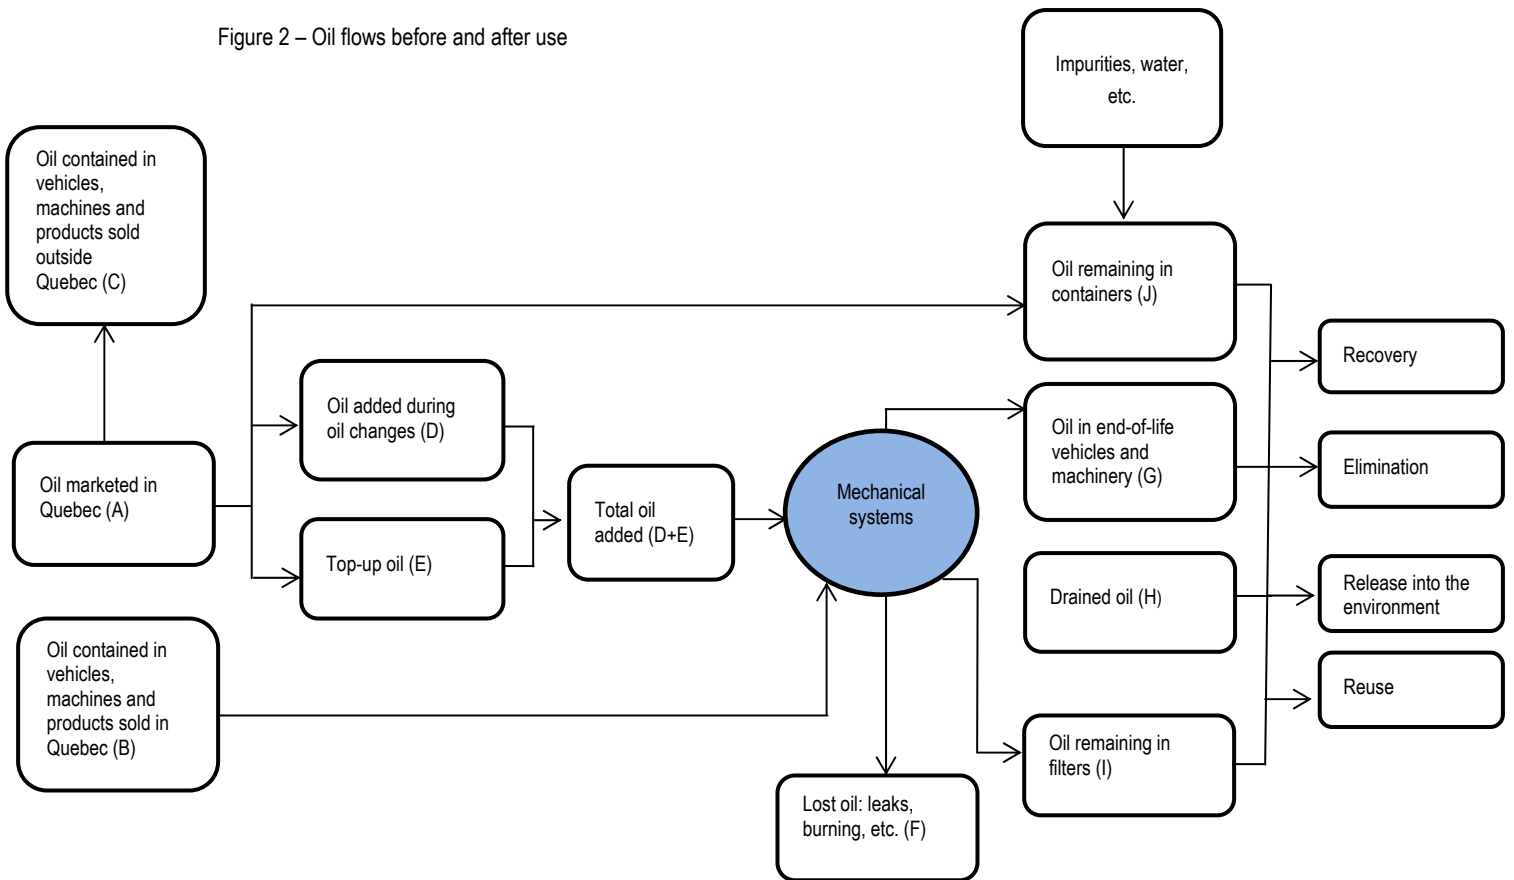 Figure 2 – Oil flows before and after use
Impurities, water,
etc.
Oil contained in
vehicles,
machines and
products sold
outside
Quebec (C)
Oil remaining in
containers (J)
Recovery
Oil added during
oil changes (D)
Oil in end-of-life
vehicles and
machinery (G)
Elimination
Oil marketed in
Quebec (A)
Mechanical
systems
Total oil
added (D+E)
Top-up oil (E)
Drained oil (H)
Release into the
environment
Oil contained in
vehicles,
machines and
products sold in
Quebec (B)
Reuse
Oil remaining in
filters (I)
Lost oil: leaks,
burning, etc. (F)